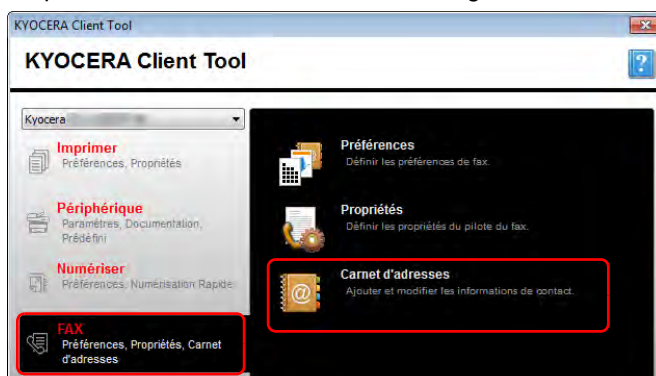 KYOCERA Client Tool
KYOCERA Client Tool
Kyocera
Imprimer
Préférences, Propriétés
Périphérique
Paramètres, Documentation,
Prédéfini
Numériser
Préférences, Numérisation Rapide
FAX
Préférences, Propriétés, Carnet
d'adresses
Préférences
Définir les préférences de fax.
Propriétés
Définir les propriétés du pilote du fax.
Carnet d'adresses
Ajouter et modifier les informations de contact.